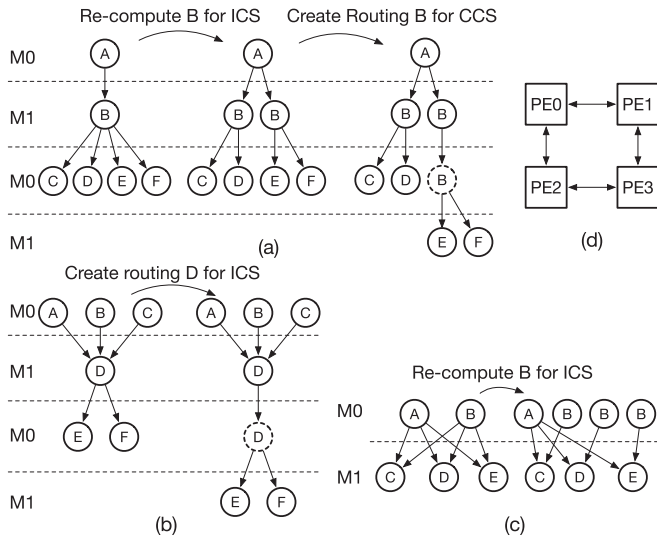 Re-compute B for ICS Create Routing B for CCS
M0 A A A
M1 B B B B B
M0 C D E F C D E F C D B
M1 E F
(a)
PE0 PE1
PE2 PE3
(d)
Create routing D for ICS
M0 A B C A B C
M1 D D
M0 E F D
M1 E F
(b)
Re-compute B for ICS
M0 A B A B B B
M1 C D E C D E
(c)